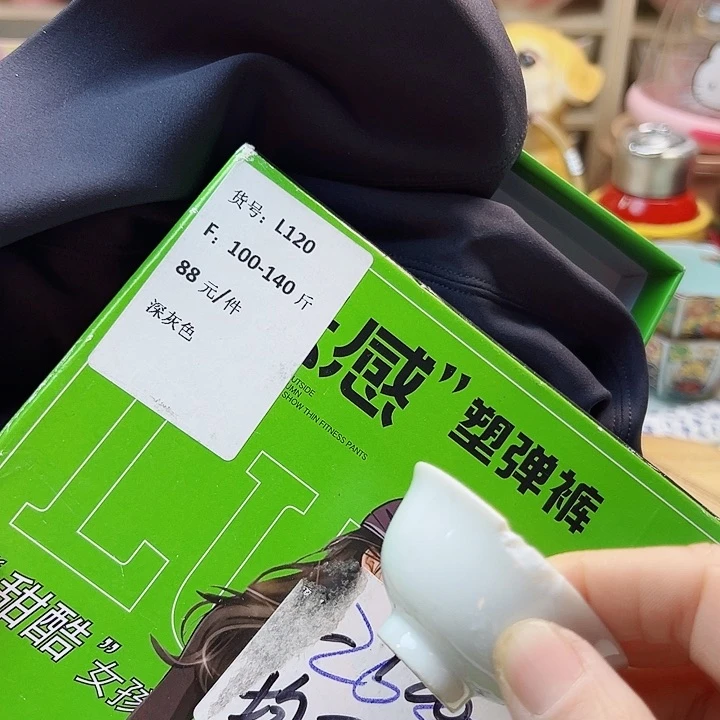 货号：L120
F：100-140 斤
88 元/件
深灰色
感”
塑弹裤
OUTSIDE
SHOW THIN FITNESS PANTS
“甜酷”
女孩